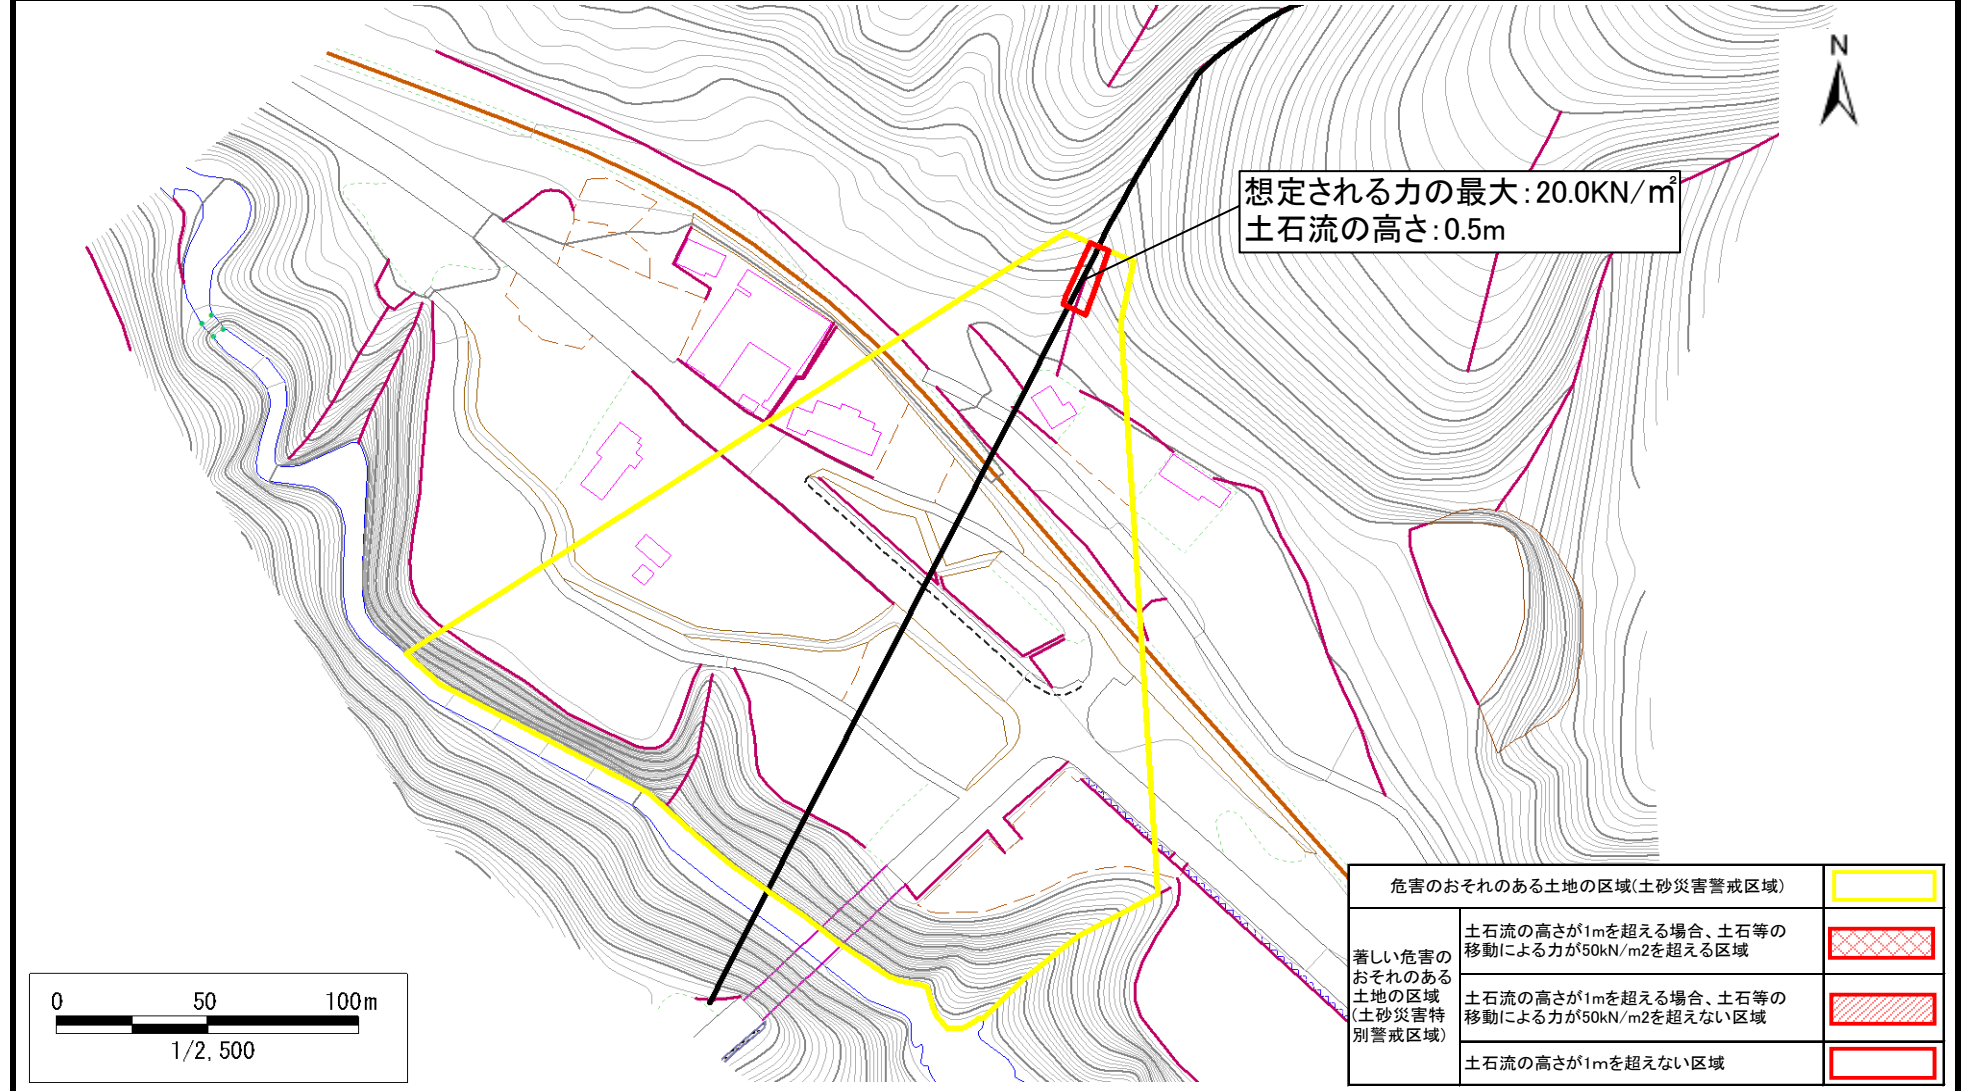 N
想定される力の最大:20.0KN/㎡
土石流の高さ:0.5m
0 50 100m
1/2,500
危害のおそれのある土地の区域(土砂災害警戒区域)
著しい危害の
おそれのある
土地の区域
(土砂災害特
別警戒区域)
土石流の高さが1mを超える場合、土石等の
移動による力が50kN/m2を超える区域
土石流の高さが1mを超える場合、土石等の
移動による力が50kN/m2を超えない区域
土石流の高さが1mを超えない区域